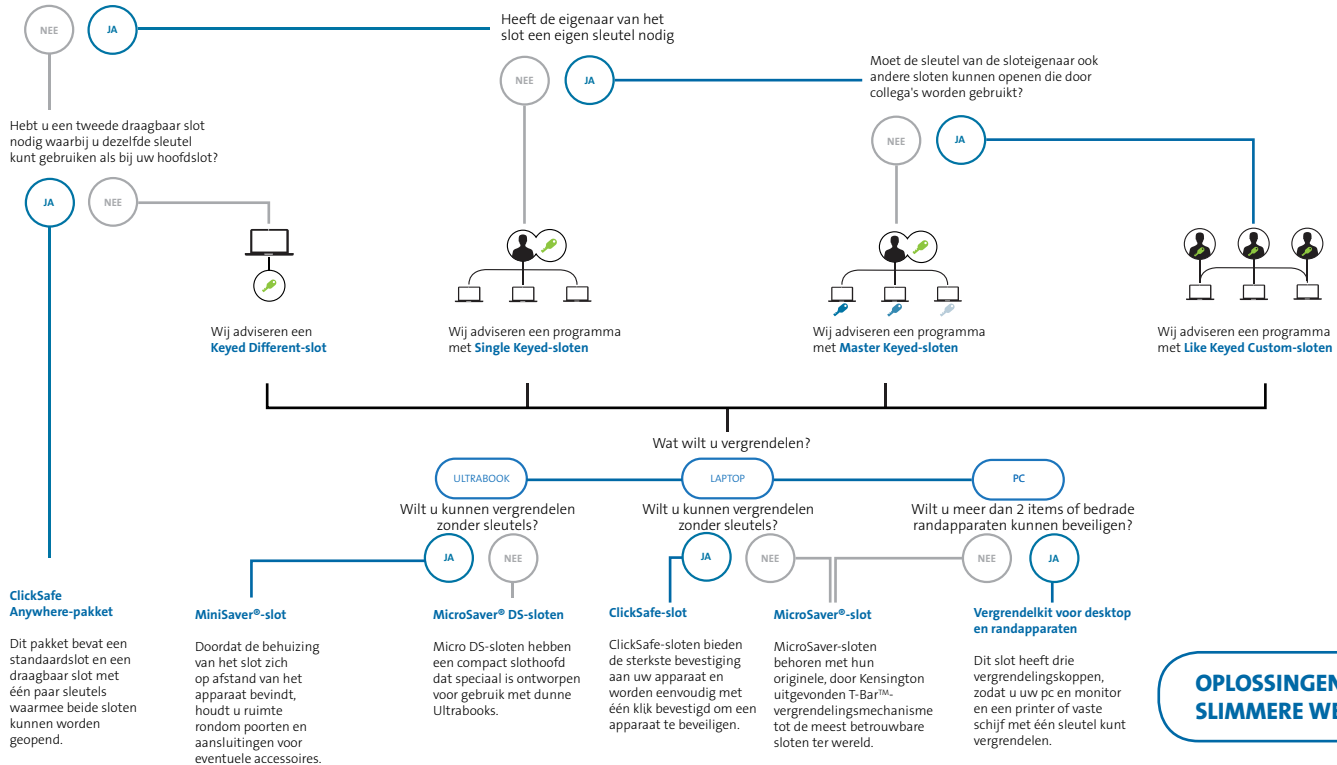 NEE
JA
Heeft de eigenaar van het
slot een eigen sleutel nodig
NEE
JA
Moet de sleutel van de sloteigenaar ook
andere sloten kunnen openen die door
collega's worden gebruikt?
NEE
JA
Hebt u een tweede draagbaar slot
nodig waarbij u dezelfde sleutel
kunt gebruiken als bij uw hoofdslot?
JA
NEE
Wij adviseren een
Keyed Different-slot
Wij adviseren een programma
met Single Keyed-sloten
Wij adviseren een programma
met Master Keyed-sloten
Wij adviseren een programma
met Like Keyed Custom-sloten
Wat wilt u vergrendelen?
ULTRABOOK
LAPTOP
PC
Wilt u kunnen vergrendelen
zonder sleutels?
JA
NEE
Wilt u kunnen vergrendelen
zonder sleutels?
JA
NEE
Wilt u meer dan 2 items of bedrade
randapparaten kunnen beveiligen?
NEE
JA
ClickSafe
Anywhere-pakket
Dit pakket bevat een
standaardslot en een
draagbaar slot met
één paar sleutels
waarmee beide sloten
kunnen worden
geopend.
MiniSaver®-slot
Doordat de behuizing
van het slot zich
op afstand van het
apparaat bevindt,
houdt u ruimte
rondom poorten en
aansluitingen voor
eventuele accessoires.
MicroSaver® DS-sloten
Micro DS-sloten hebben
een compact slothoofd
dat speciaal is ontworpen
voor gebruik met dunne
Ultrabooks.
ClickSafe-slot
ClickSafe-sloten bieden
de sterkste bevestiging
aan uw apparaat en
worden eenvoudig met
één klik bevestigd om een
apparaat te beveiligen.
MicroSaver®-slot
MicroSaver-sloten
behoren met hun
originele, door Kensington
uitgevonden T-Bar™-
vergrendelingsmechanisme
tot de meest betrouwbare
sloten ter wereld.
Vergrendelkit voor desktop
en randapparaten
Dit slot heeft drie
vergrendelingskoppen,
zodat u uw pc en monitor
en een printer of vaste
schijf met één sleutel kunt
vergrendelen.
OPLOSSINGEN
SLIMMERE WE